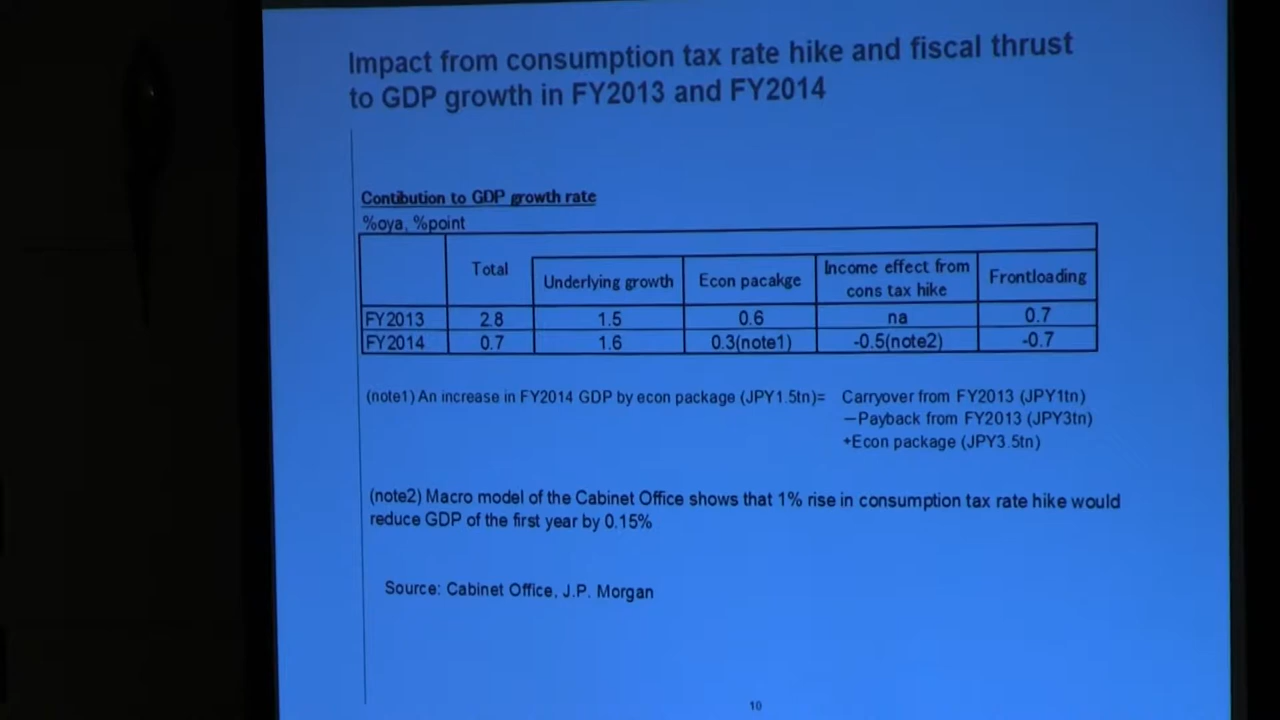 Impact from consumption tax rate hike and fiscal thrust
to GDP growth in FY2013 and FY2014
Contibution to GDP growth rate
%oya, %point
Total Underlying growth Econ pacakge Income effect from cons tax hike Frontloading
FY2013 2.8 1.5 0.6 na 0.7
FY2014 0.7 1.6 0.3(note1) -0.5(note2) -0.7
(note1) An increase in FY2014 GDP by econ package (JPY1.5tn)= Carryover from FY2013 (JPY1tn)
−Payback from FY2013 (JPY3tn)
+Econ package (JPY3.5tn)
(note2) Macro model of the Cabinet Office shows that 1% rise in consumption tax rate hike would
reduce GDP of the first year by 0.15%
Source: Cabinet Office, J.P. Morgan
10